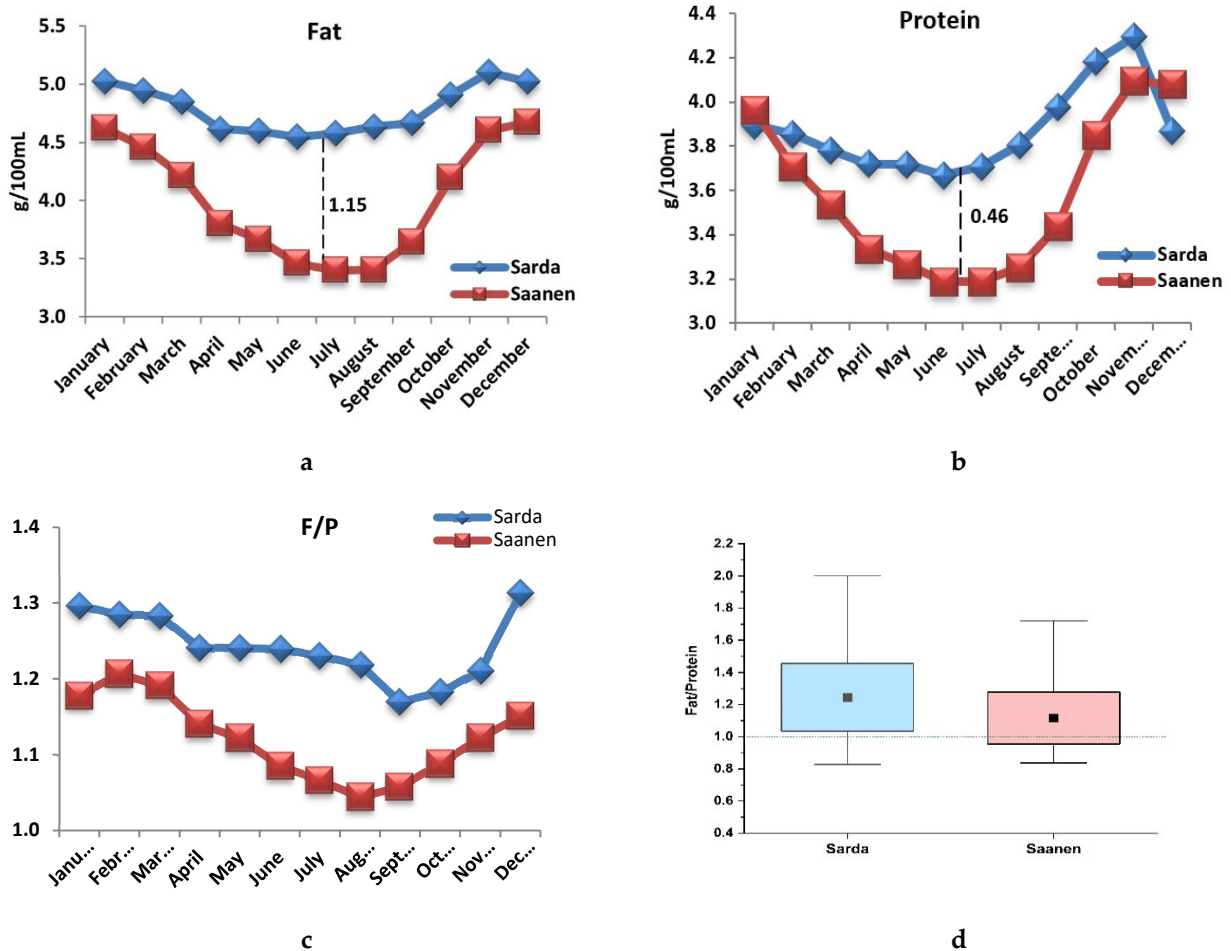 Fat
g/100mL
5.5
5.0
4.5
4.0
3.5
3.0
1.15
Sarda
Saanen
January
February
March
April
May
June
July
August
September
October
November
December
a
Protein
g/100mL
4.4
4.2
4.0
3.8
3.6
3.4
3.2
3.0
0.46
Sarda
Saanen
January
February
March
April
May
June
July
August
Septe...
October
Novem...
Decem...
b
F/P
Sarda
Saanen
1.4
1.3
1.2
1.1
1.0
Janu...
Febr...
Mar...
April
May
June
July
Aug...
Sept...
Oct...
Nov...
Dec...
c
Fat/Protein
2.2
2.0
1.8
1.6
1.4
1.2
1.0
0.8
0.6
0.4
Sarda
Saanen
d